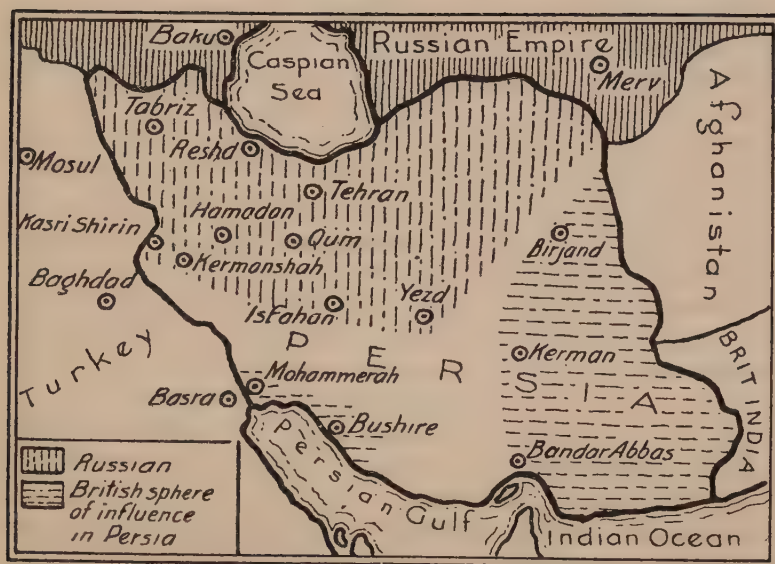 Baku
Russian Empire
Caspian
Sea
Merv
Afghanistan
Tabriz
Reshd
Mosul
Tehran
Hamadan
Kasri Shirin
Qum
Birjand
Kermanshah
Baghdad
Isfahan
Yezd
PERSIA
Turkey
Kerman
BRIT INDIA
Mohammerah
Basra
Bushire
Bandar Abbas
Persian Gulf
Indian Ocean
Russian
British sphere
of influence
in Persia